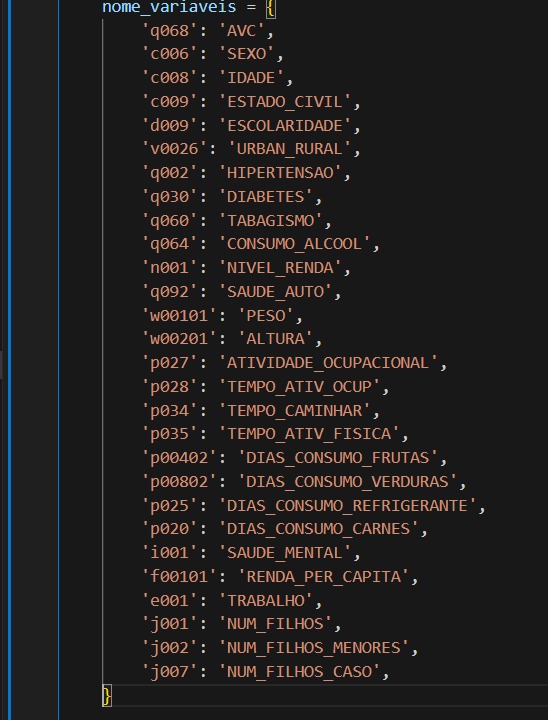 nome_variaveis = {
'q068': 'AVC',
'c006': 'SEXO',
'c008': 'IDADE',
'c009': 'ESTADO_CIVIL',
'd009': 'ESCOLARIDADE',
'v0026': 'URBAN_RURAL',
'q002': 'HIPERTENSAO',
'q030': 'DIABETES',
'q060': 'TABAGISMO',
'q064': 'CONSUMO_ALCOOL',
'n001': 'NIVEL_RENDA',
'q092': 'SAUDE_AUTO',
'w00101': 'PESO',
'w00201': 'ALTURA',
'p027': 'ATIVIDADE_OCUPACIONAL',
'p028': 'TEMPO_ATIV_OCUP',
'p034': 'TEMPO_CAMINHAR',
'p035': 'TEMPO_ATIV_FISICA',
'p00402': 'DIAS_CONSUMO_FRUTAS',
'p00802': 'DIAS_CONSUMO_VERDURAS',
'p025': 'DIAS_CONSUMO_REFRIGERANTE',
'p020': 'DIAS_CONSUMO_CARNES',
'i001': 'SAUDE_MENTAL',
'f00101': 'RENDA_PER_CAPITA',
'e001': 'TRABALHO',
'j001': 'NUM_FILHOS',
'j002': 'NUM_FILHOS_MENORES',
'j007': 'NUM_FILHOS_CASO',
}